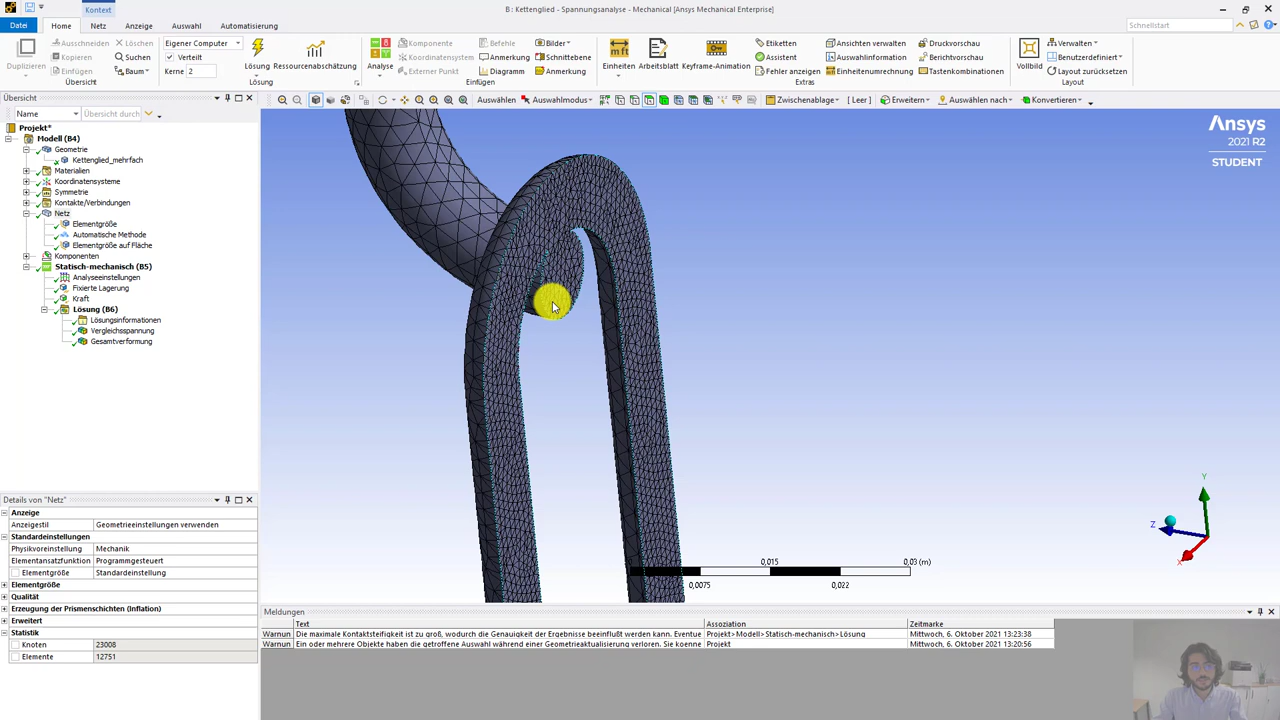 Kontext
B : Kettenglied - Spannungsanalyse - Mechanical [Ansys Mechanical Enterprise]
Datei Home Netz Anzeige Auswahl Automatisierung Schnellstart
Duplizieren
Ausschneiden Löschen
Kopieren Suchen
Einfügen Baum
Übersicht
Eigener Computer
Verteilt
Kerne 2
Lösung
Ressourcenabschätzung
Lösung
Analyse
Komponente Befehle Bilder
Koordinatensystem Anmerkung Schnittebene
Externer Punkt Diagramm Anmerkung
Einfügen
Einheiten
Arbeitsblatt
Keyframe-Animation
Etiketten Ansichten verwalten Druckvorschau
Assistent Auswahlinformation Berichtvorschau
Fehler anzeigen Einheitenumrechnung Tastenkombinationen
Extras
Vollbild
Verwalten
Benutzerdefiniert
Layout zurücksetzen
Layout
Übersicht
Auswählen Auswahlmodus Zwischenablage [ Leer ] Erweitern Auswählen nach Konvertieren
Name Übersicht durch
Projekt*
Modell (B4)
Geometrie
Kettenglied_mehrfach
Materialien
Koordinatensysteme
Symmetrie
Kontakte/Verbindungen
Netz
Elementgröße
Automatische Methode
Elementgröße auf Fläche
Komponenten
Statisch-mechanisch (B5)
Analyseeinstellungen
Fixierte Lagerung
Kraft
Lösung (B6)
Lösungsinformationen
Vergleichsspannung
Gesamtverformung
Ansys
2021 R2
STUDENT
Y
Z
X
0,015 0,03 (m)
0,0075 0,022
Details von "Netz"
Anzeige
Anzeigestil Geometrieeinstellungen verwenden
Standardeinstellungen
Physikvoreinstellung Mechanik
Elementansatzfunktion Programmgesteuert
Elementgröße Standardeinstellung
Elementgröße
Qualität
Erzeugung der Prismenschichten (Inflation)
Erweitert
Statistik
Knoten 23008
Elemente 12751
Meldungen
Text Assoziation Zeitmarke
Warnun Die maximale Kontaktsteifigkeit ist zu groß, wodurch die Genauigkeit der Ergebnisse beeinflußt werden kann. Eventue Projekt>Modell>Statisch-mechanisch>Lösung Mittwoch, 6. Oktober 2021 13:23:38
Warnun Ein oder mehrere Objekte haben die getroffene Auswahl während einer Geometrieaktualisierung verloren. Sie koenne Projekt Mittwoch, 6. Oktober 2021 13:20:56